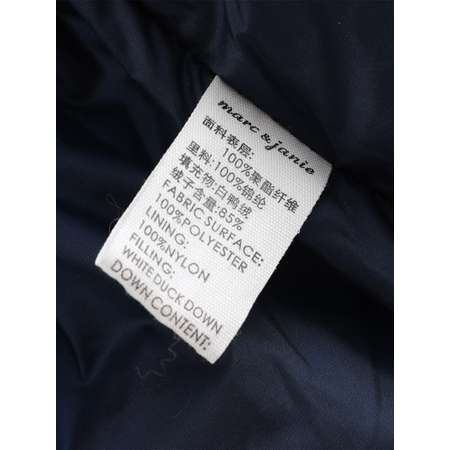 marc & janie
面料表层:
100%聚酯纤维
里料:100%锦纶
填充物:白鸭绒
绒子含量:85%
FABRIC SURFACE:
100%POLYESTER
LINING:
100%NYLON
FILLING:
WHITE DUCK DOWN
DOWN CONTENT: